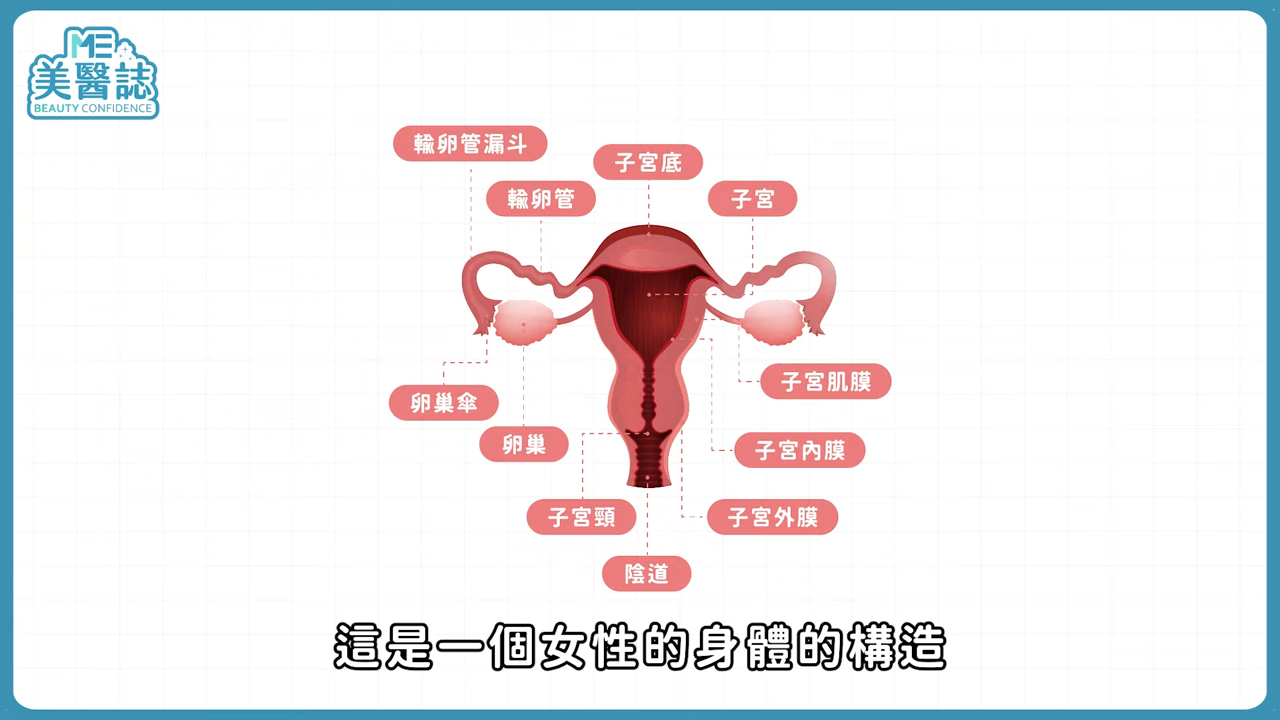 ME
美醫誌
BEAUTY CONFIDENCE
輸卵管漏斗
子宮底
輸卵管
子宮
子宮肌膜
卵巢傘
卵巢
子宮內膜
子宮頸
子宮外膜
陰道
這是一個女性的身體的構造